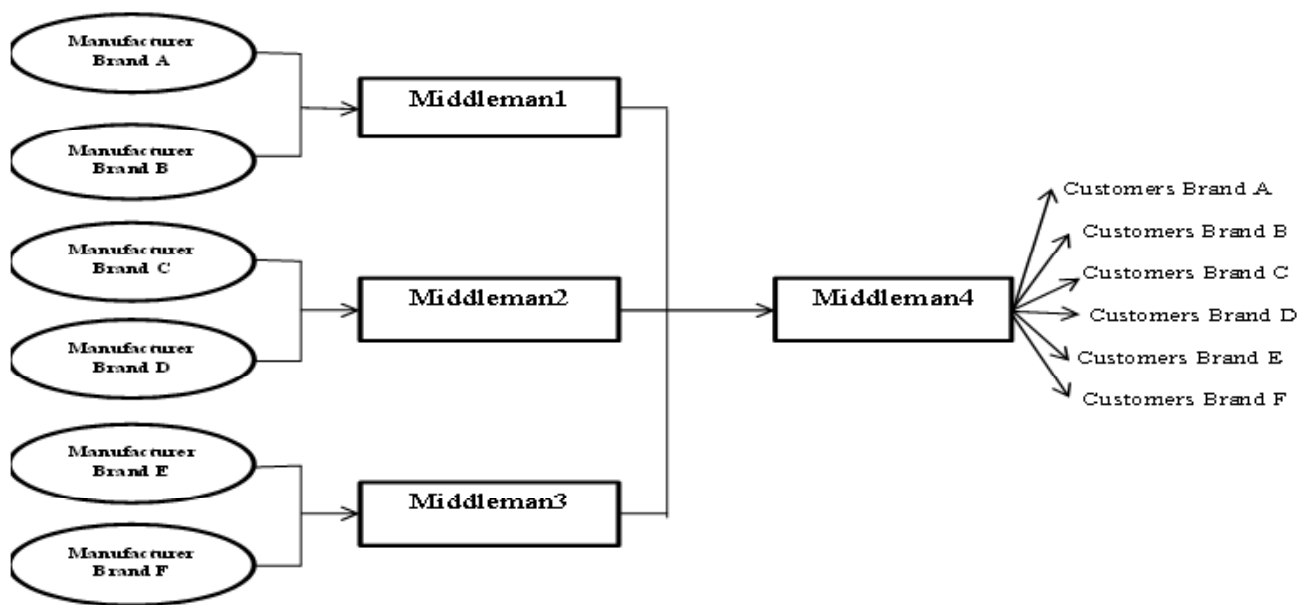 Manufacturer
Brand A
Middleman1
Manufacturer
Brand B
Manufacturer
Brand C
Middleman2
Manufacturer
Brand D
Manufacturer
Brand E
Middleman3
Manufacturer
Brand F
Middleman4
Customers Brand A
Customers Brand B
Customers Brand C
Customers Brand D
Customers Brand E
Customers Brand F